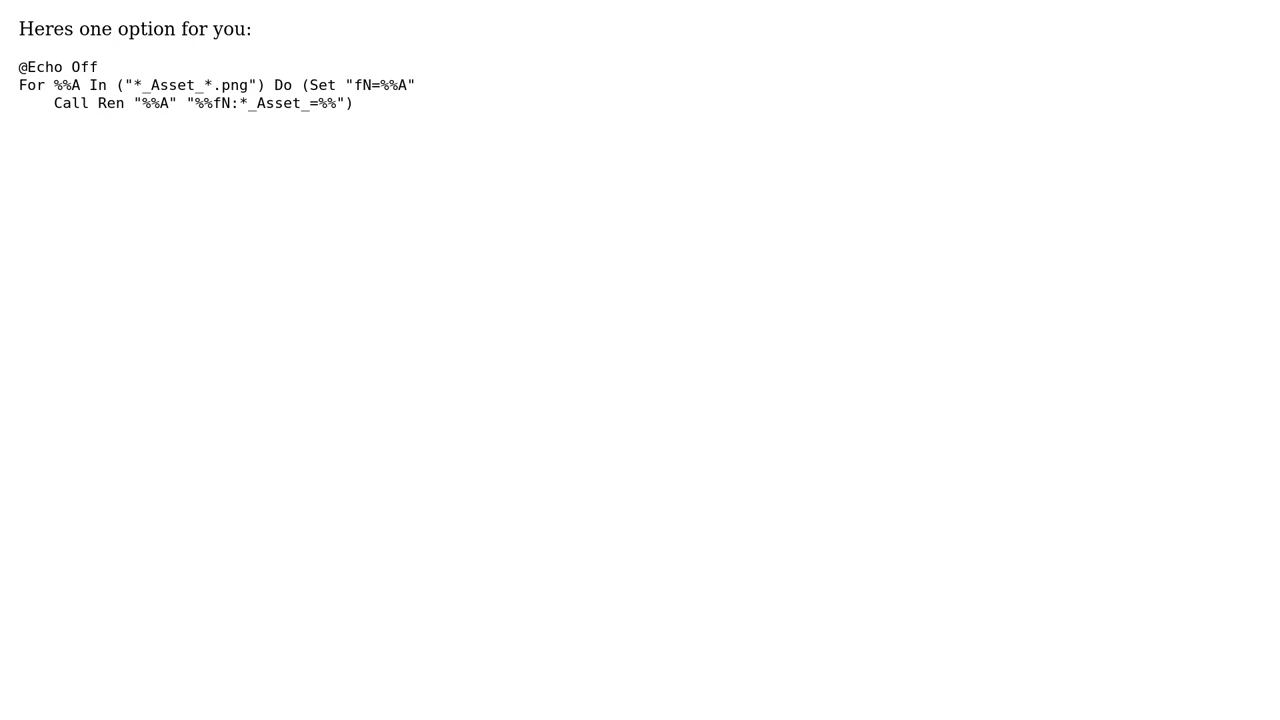 Heres one option for you:
@Echo Off
For %%A In ("*_Asset_*.png") Do (Set "fN=%%A"
    Call Ren "%%A" "%%fN:*_Asset_=%%")